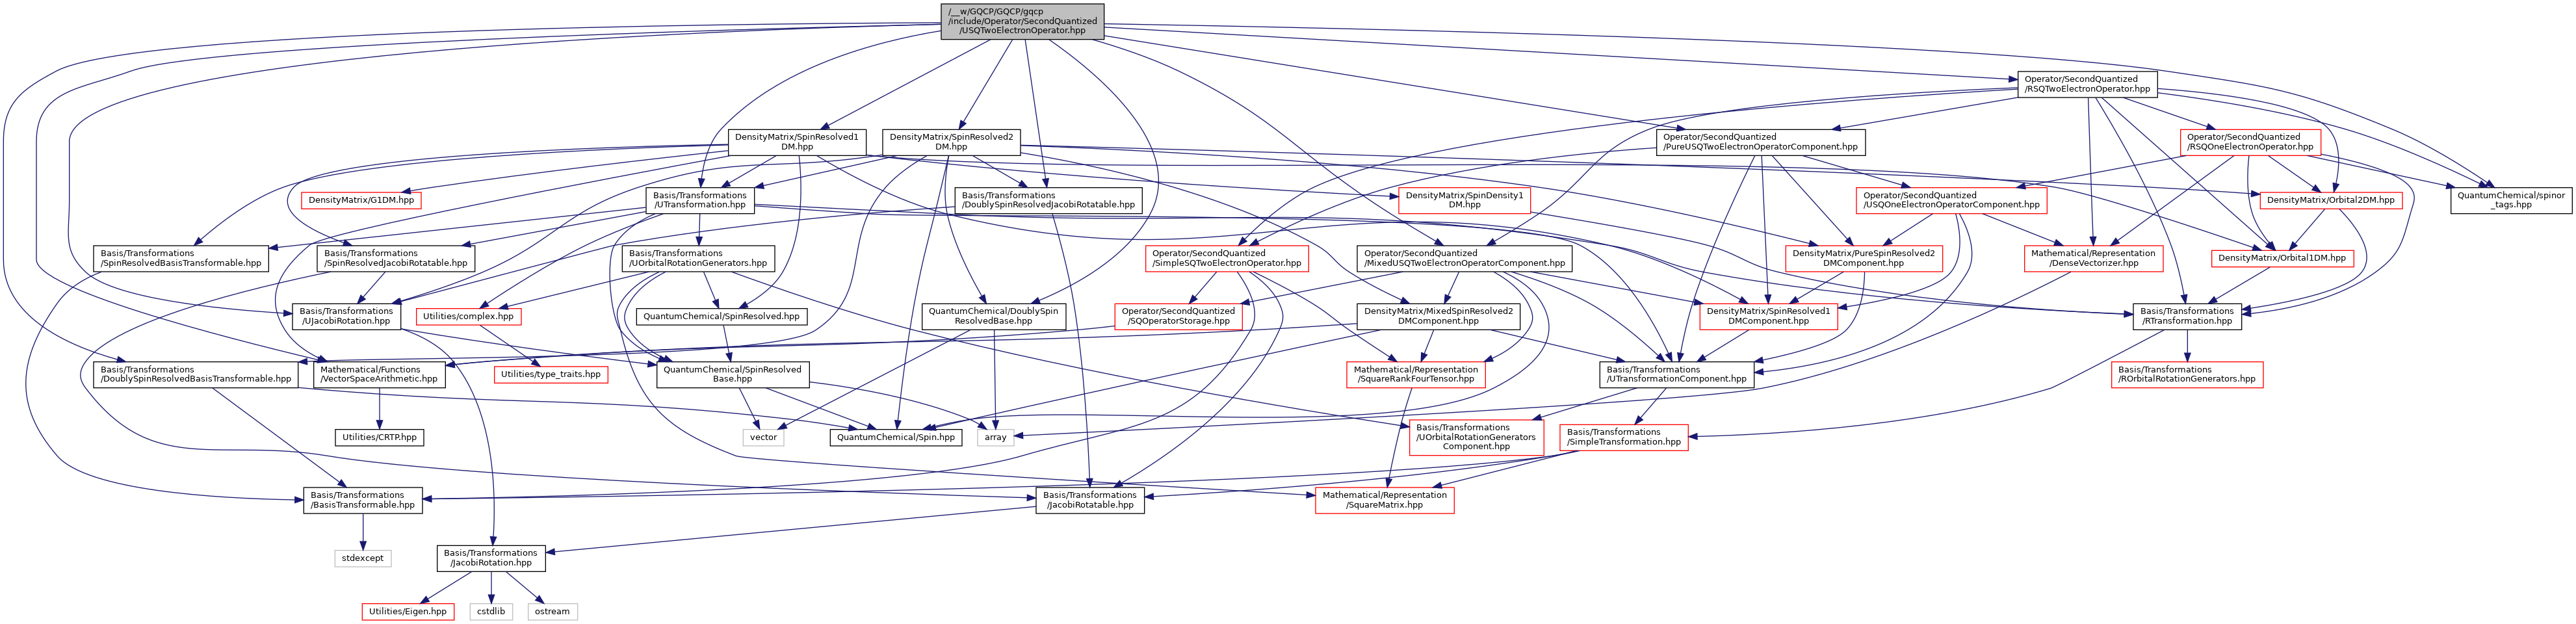 /__w/GQCP/GQCP/gqcp
/include/Operator/SecondQuantized
/USQTwoElectronOperator.hpp
Operator/SecondQuantized
/RSQTwoElectronOperator.hpp
DensityMatrix/SpinResolved1
DM.hpp
DensityMatrix/SpinResolved2
DM.hpp
Operator/SecondQuantized
/PureUSQTwoElectronOperatorComponent.hpp
Operator/SecondQuantized
/RSQOneElectronOperator.hpp
DensityMatrix/G1DM.hpp
Basis/Transformations
/UTransformation.hpp
Basis/Transformations
/DoublySpinResolvedJacobiRotatable.hpp
DensityMatrix/SpinDensity1
DM.hpp
Operator/SecondQuantized
/USQOneElectronOperatorComponent.hpp
DensityMatrix/Orbital2DM.hpp
QuantumChemical/spinor
_tags.hpp
Basis/Transformations
/SpinResolvedBasisTransformable.hpp
Basis/Transformations
/SpinResolvedJacobiRotatable.hpp
Basis/Transformations
/UOrbitalRotationGenerators.hpp
Operator/SecondQuantized
/SimpleSQTwoElectronOperator.hpp
Operator/SecondQuantized
/MixedUSQTwoElectronOperatorComponent.hpp
DensityMatrix/PureSpinResolved2
DMComponent.hpp
Mathematical/Representation
/DenseVectorizer.hpp
DensityMatrix/Orbital1DM.hpp
Basis/Transformations
/UJacobiRotation.hpp
Utilities/complex.hpp
QuantumChemical/SpinResolved.hpp
QuantumChemical/DoublySpin
ResolvedBase.hpp
Operator/SecondQuantized
/SQOperatorStorage.hpp
DensityMatrix/MixedSpinResolved2
DMComponent.hpp
DensityMatrix/SpinResolved1
DMComponent.hpp
Basis/Transformations
/RTransformation.hpp
Basis/Transformations
/DoublySpinResolvedBasisTransformable.hpp
Mathematical/Functions
/VectorSpaceArithmetic.hpp
Utilities/type_traits.hpp
QuantumChemical/SpinResolved
Base.hpp
Mathematical/Representation
/SquareRankFourTensor.hpp
Basis/Transformations
/UTransformationComponent.hpp
Basis/Transformations
/ROrbitalRotationGenerators.hpp
Utilities/CRTP.hpp
vector
QuantumChemical/Spin.hpp
array
Basis/Transformations
/UOrbitalRotationGenerators
Component.hpp
Basis/Transformations
/SimpleTransformation.hpp
Basis/Transformations
/BasisTransformable.hpp
Basis/Transformations
/JacobiRotatable.hpp
Mathematical/Representation
/SquareMatrix.hpp
stdexcept
Basis/Transformations
/JacobiRotation.hpp
Utilities/Eigen.hpp
cstdlib
ostream